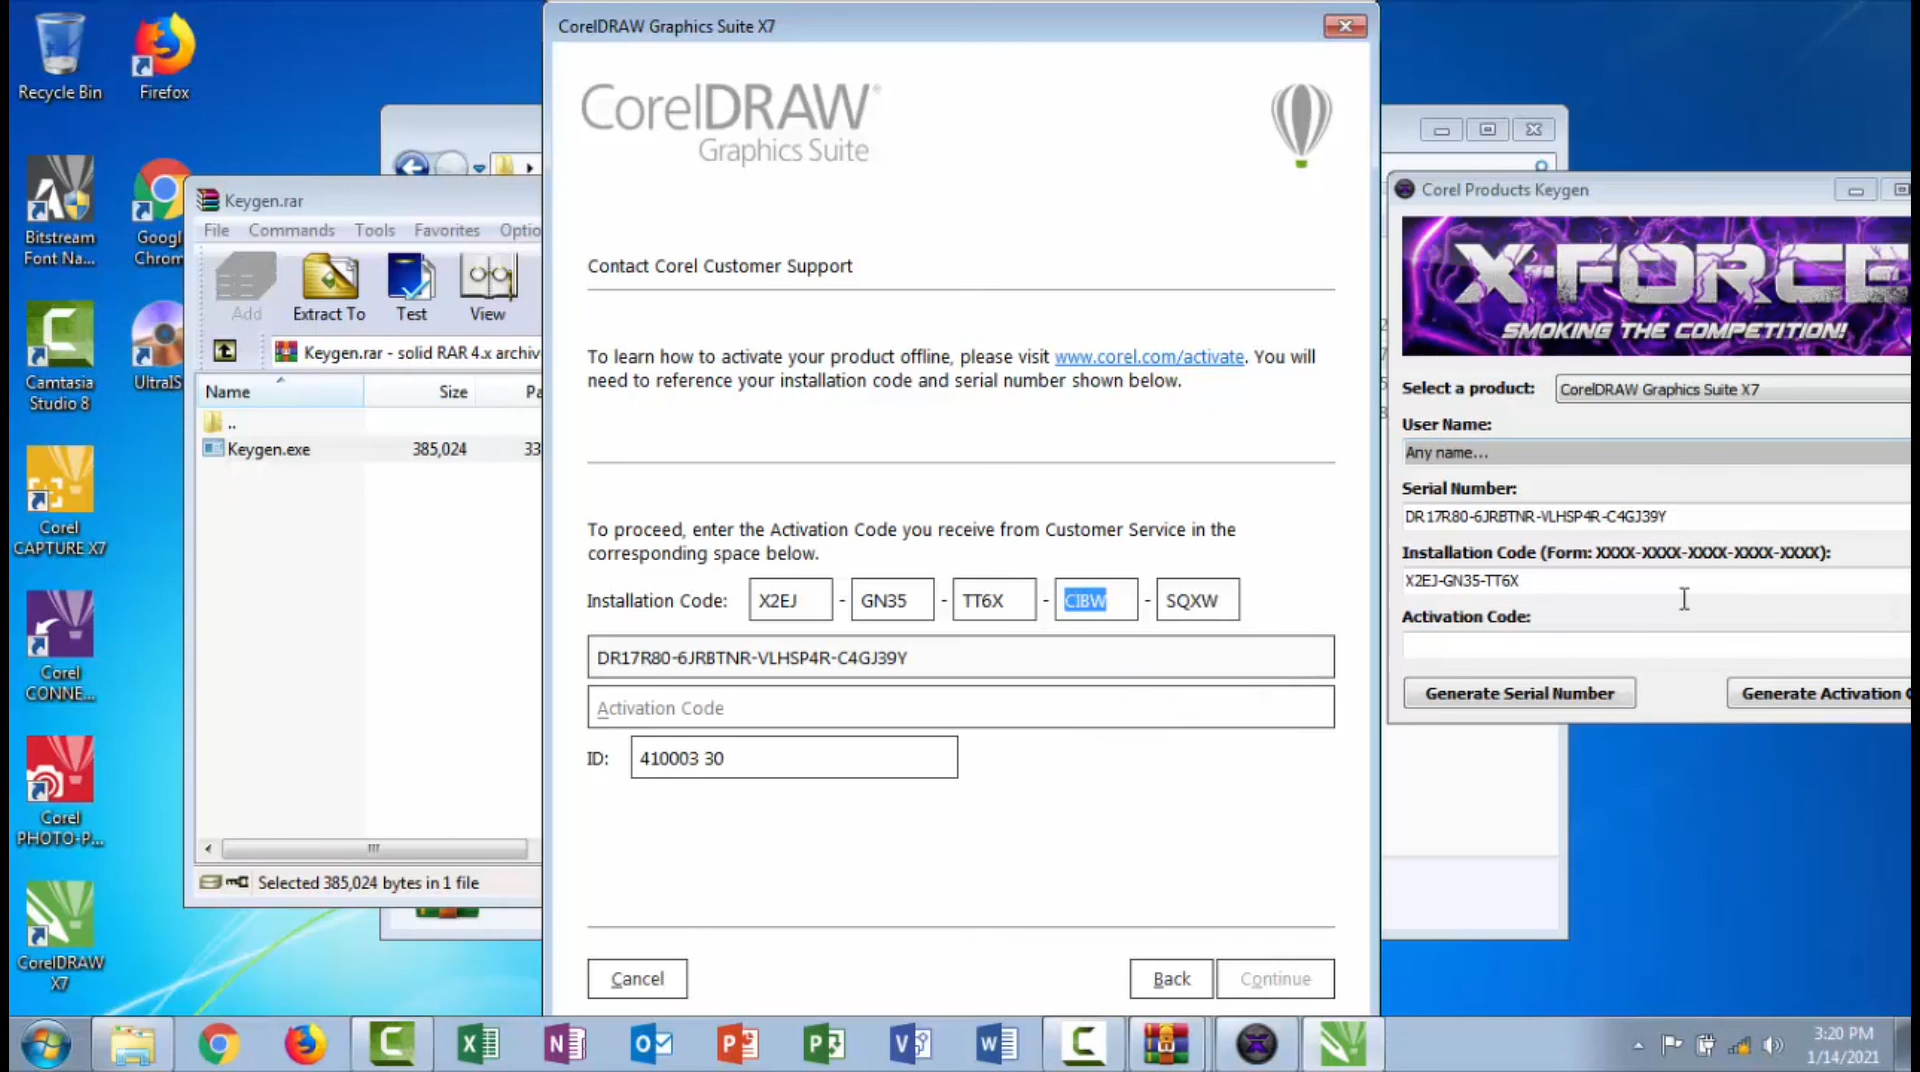 Recycle Bin
Firefox
Bitstream
Font Na...
Googl
Chrom
Camtasia
Studio 8
UltraIS
Corel
CAPTURE X7
Corel
CONNE...
Corel
PHOTO-P...
CorelDRAW
X7
Keygen.rar
File Commands Tools Favorites Optio
Add Extract To Test View
Keygen.rar - solid RAR 4.x archiv
Name Size Pa
..
Keygen.exe 385,024 33
Selected 385,024 bytes in 1 file
CorelDRAW Graphics Suite X7
CorelDRAW®
Graphics Suite
Contact Corel Customer Support
To learn how to activate your product offline, please visit www.corel.com/activate. You will
need to reference your installation code and serial number shown below.
To proceed, enter the Activation Code you receive from Customer Service in the
corresponding space below.
Installation Code: X2EJ - GN35 - TT6X - CIBW - SQXW
DR17R80-6JRBTNR-VLHSP4R-C4GJ39Y
Activation Code
ID: 410003 30
Cancel Back Continue
Corel Products Keygen
X-FORCE
SMOKING THE COMPETITION!
Select a product: CorelDRAW Graphics Suite X7
User Name:
Any name...
Serial Number:
DR17R80-6JRBTNR-VLHSP4R-C4GJ39Y
Installation Code (Form: XXXX-XXXX-XXXX-XXXX-XXXX):
X2EJ-GN35-TT6X
Activation Code:
Generate Serial Number Generate Activation
3:20 PM
1/14/2021